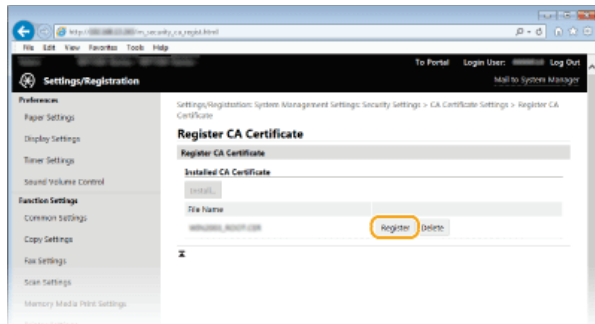 http://
m_security_ca_regist.html
File Edit View Favorites Tools Help
To Portal Login User: Log Out
Settings/Registration
Mail to System Manager
Preferences
Paper Settings
Display Settings
Timer Settings
Sound Volume Control
Function Settings
Common Settings
Copy Settings
Fax Settings
Scan Settings
Memory Media Print Settings
Settings/Registration: System Management Settings: Security Settings > CA Certificate Settings > Register CA
Certificate
Register CA Certificate
Register CA Certificate
Installed CA Certificate
Install...
File Name
Register Delete